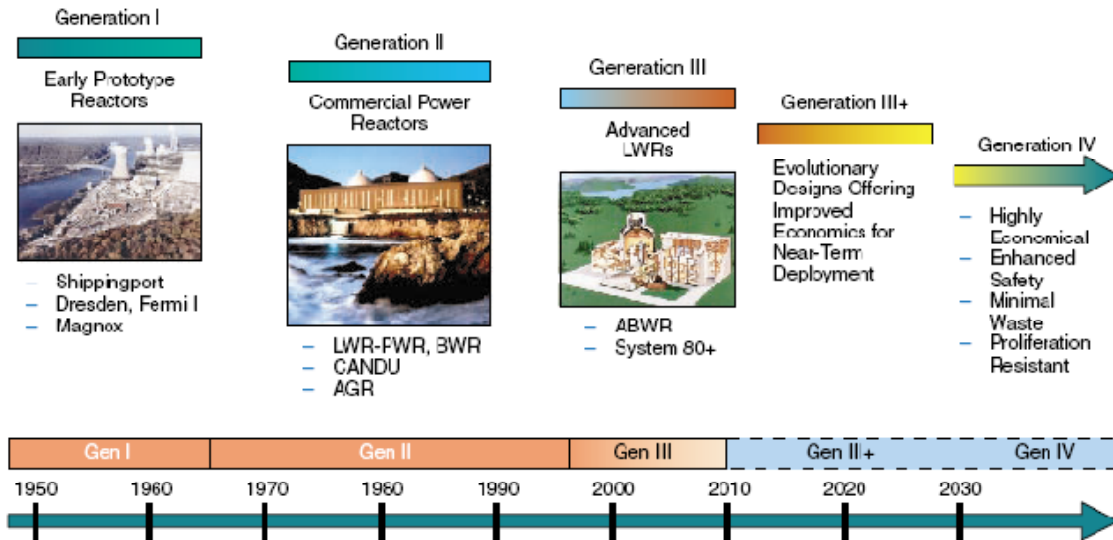 Generation I
Early Prototype
Reactors
– Shippingport
– Dresden, Fermi I
– Magnox
Generation II
Commercial Power
Reactors
– LWR-PWR, BWR
– CANDU
– AGR
Generation III
Advanced
LWRs
– ABWR
– System 80+
Generation III+
Evolutionary
Designs Offering
Improved
Economics for
Near-Term
Deployment
Generation IV
– Highly
Economical
– Enhanced
Safety
– Minimal
Waste
– Proliferation
Resistant
Gen I
Gen II
Gen III
Gen III+
Gen IV
1950
1960
1970
1980
1990
2000
2010
2020
2030